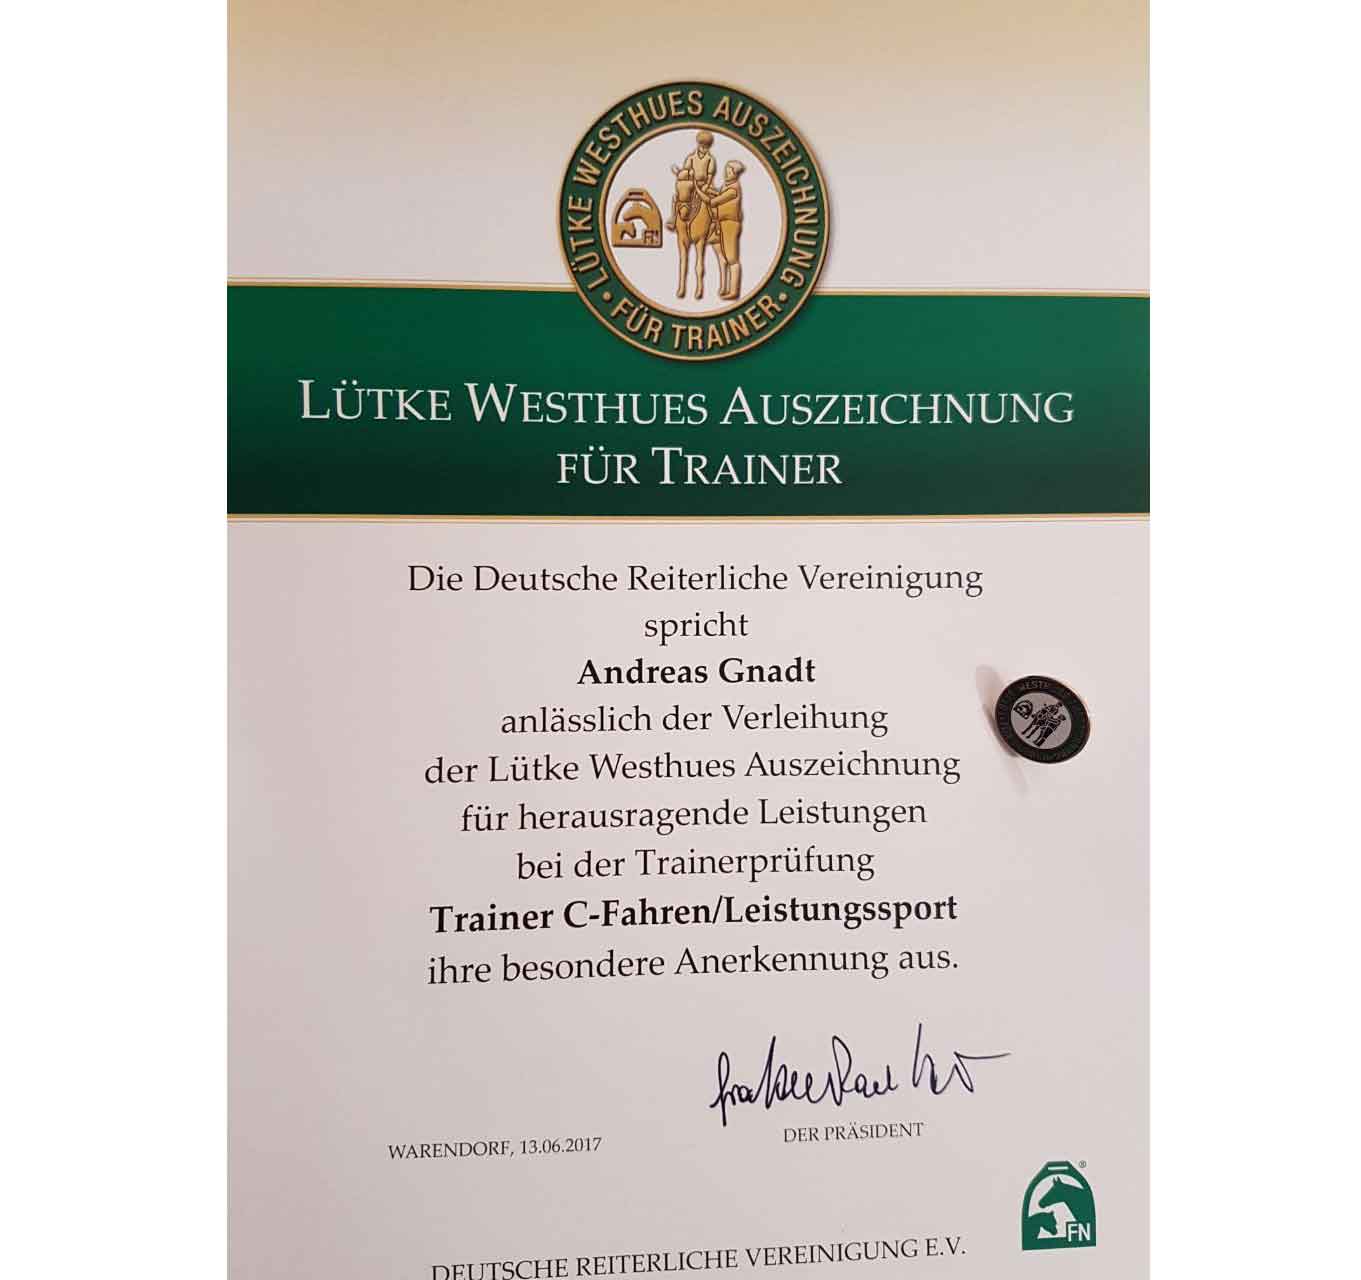 LÜTKE WESTHUES AUSZEICHNUNG
• FÜR TRAINER •
FN
LÜTKE WESTHUES AUSZEICHNUNG
FÜR TRAINER
Die Deutsche Reiterliche Vereinigung
spricht
Andreas Gnadt
anlässlich der Verleihung
der Lütke Westhues Auszeichnung
für herausragende Leistungen
bei der Trainerprüfung
Trainer C-Fahren/Leistungssport
ihre besondere Anerkennung aus.
WARENDORF, 13.06.2017
DER PRÄSIDENT
®
FN
DEUTSCHE REITERLICHE VEREINIGUNG E.V.